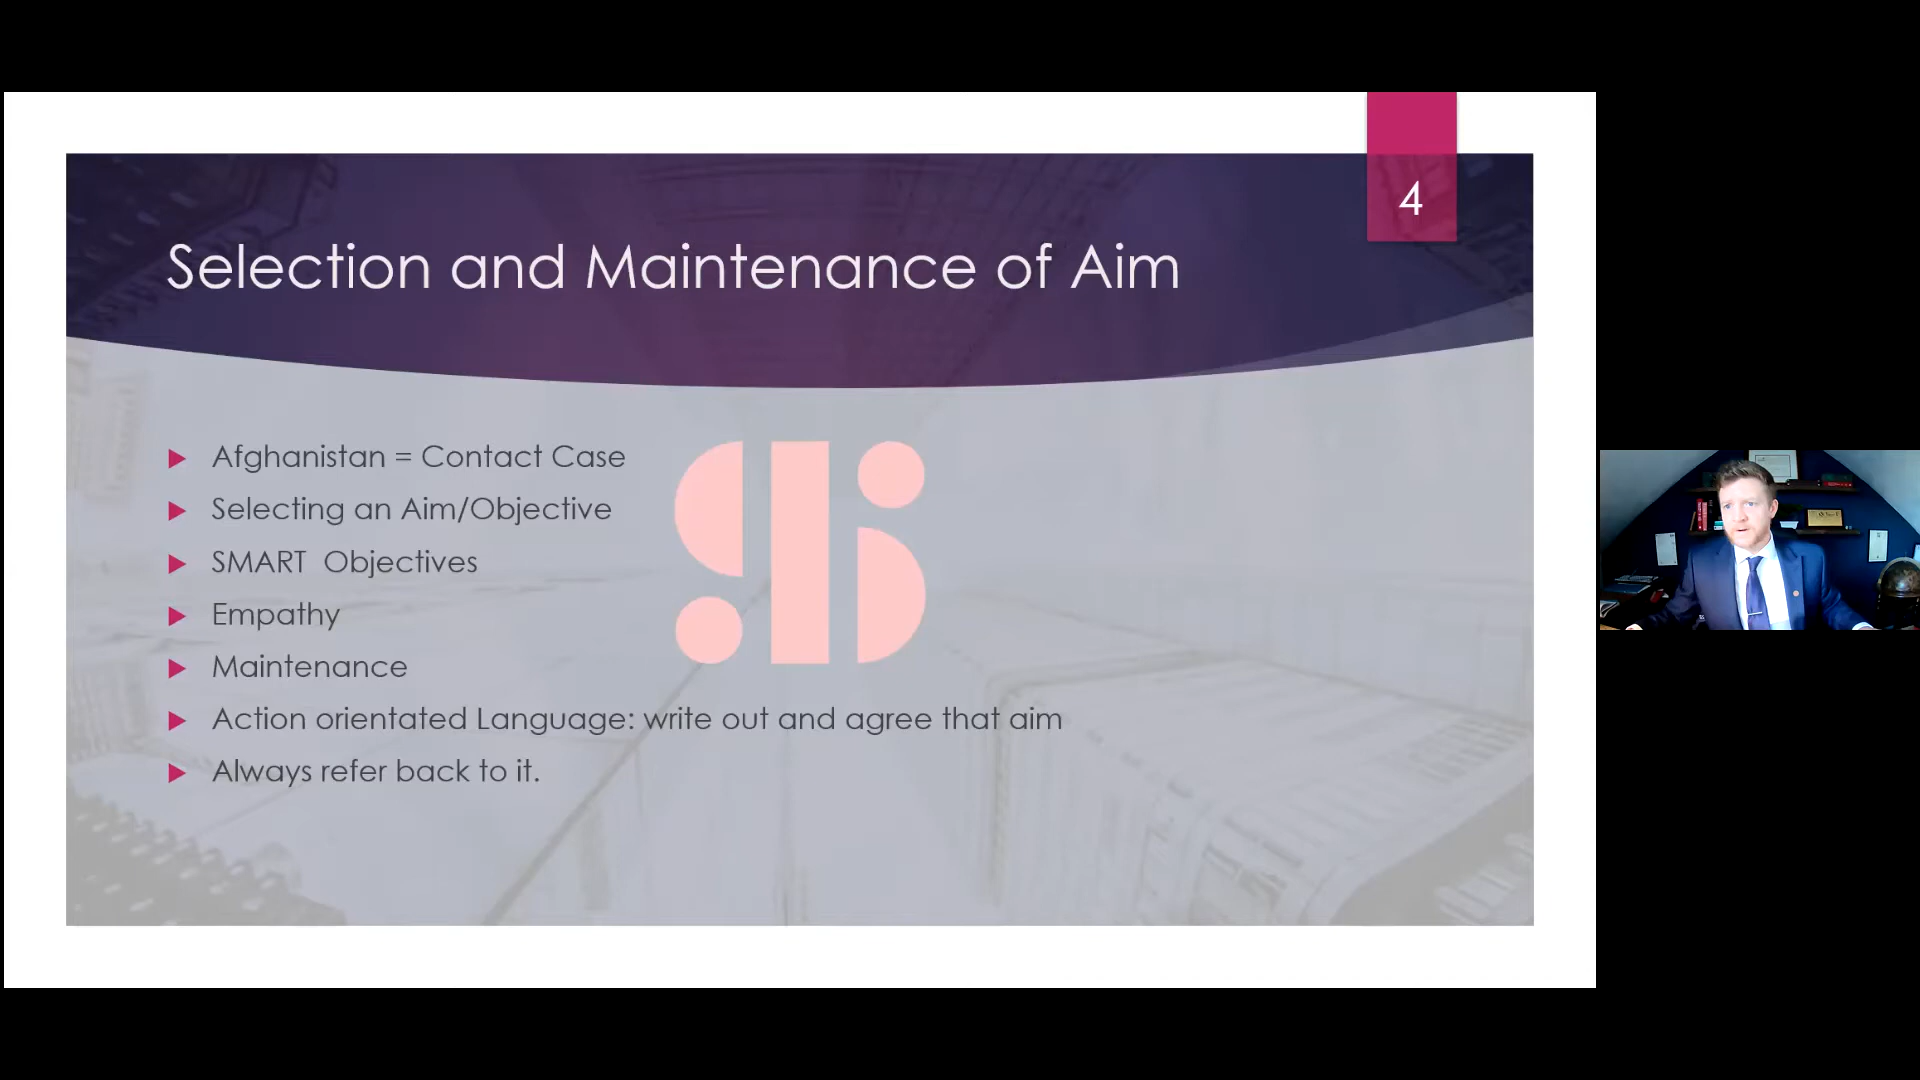 4
Selection and Maintenance of Aim
Afghanistan = Contact Case
Selecting an Aim/Objective
SMART  Objectives
Empathy
Maintenance
Action orientated Language: write out and agree that aim
Always refer back to it.